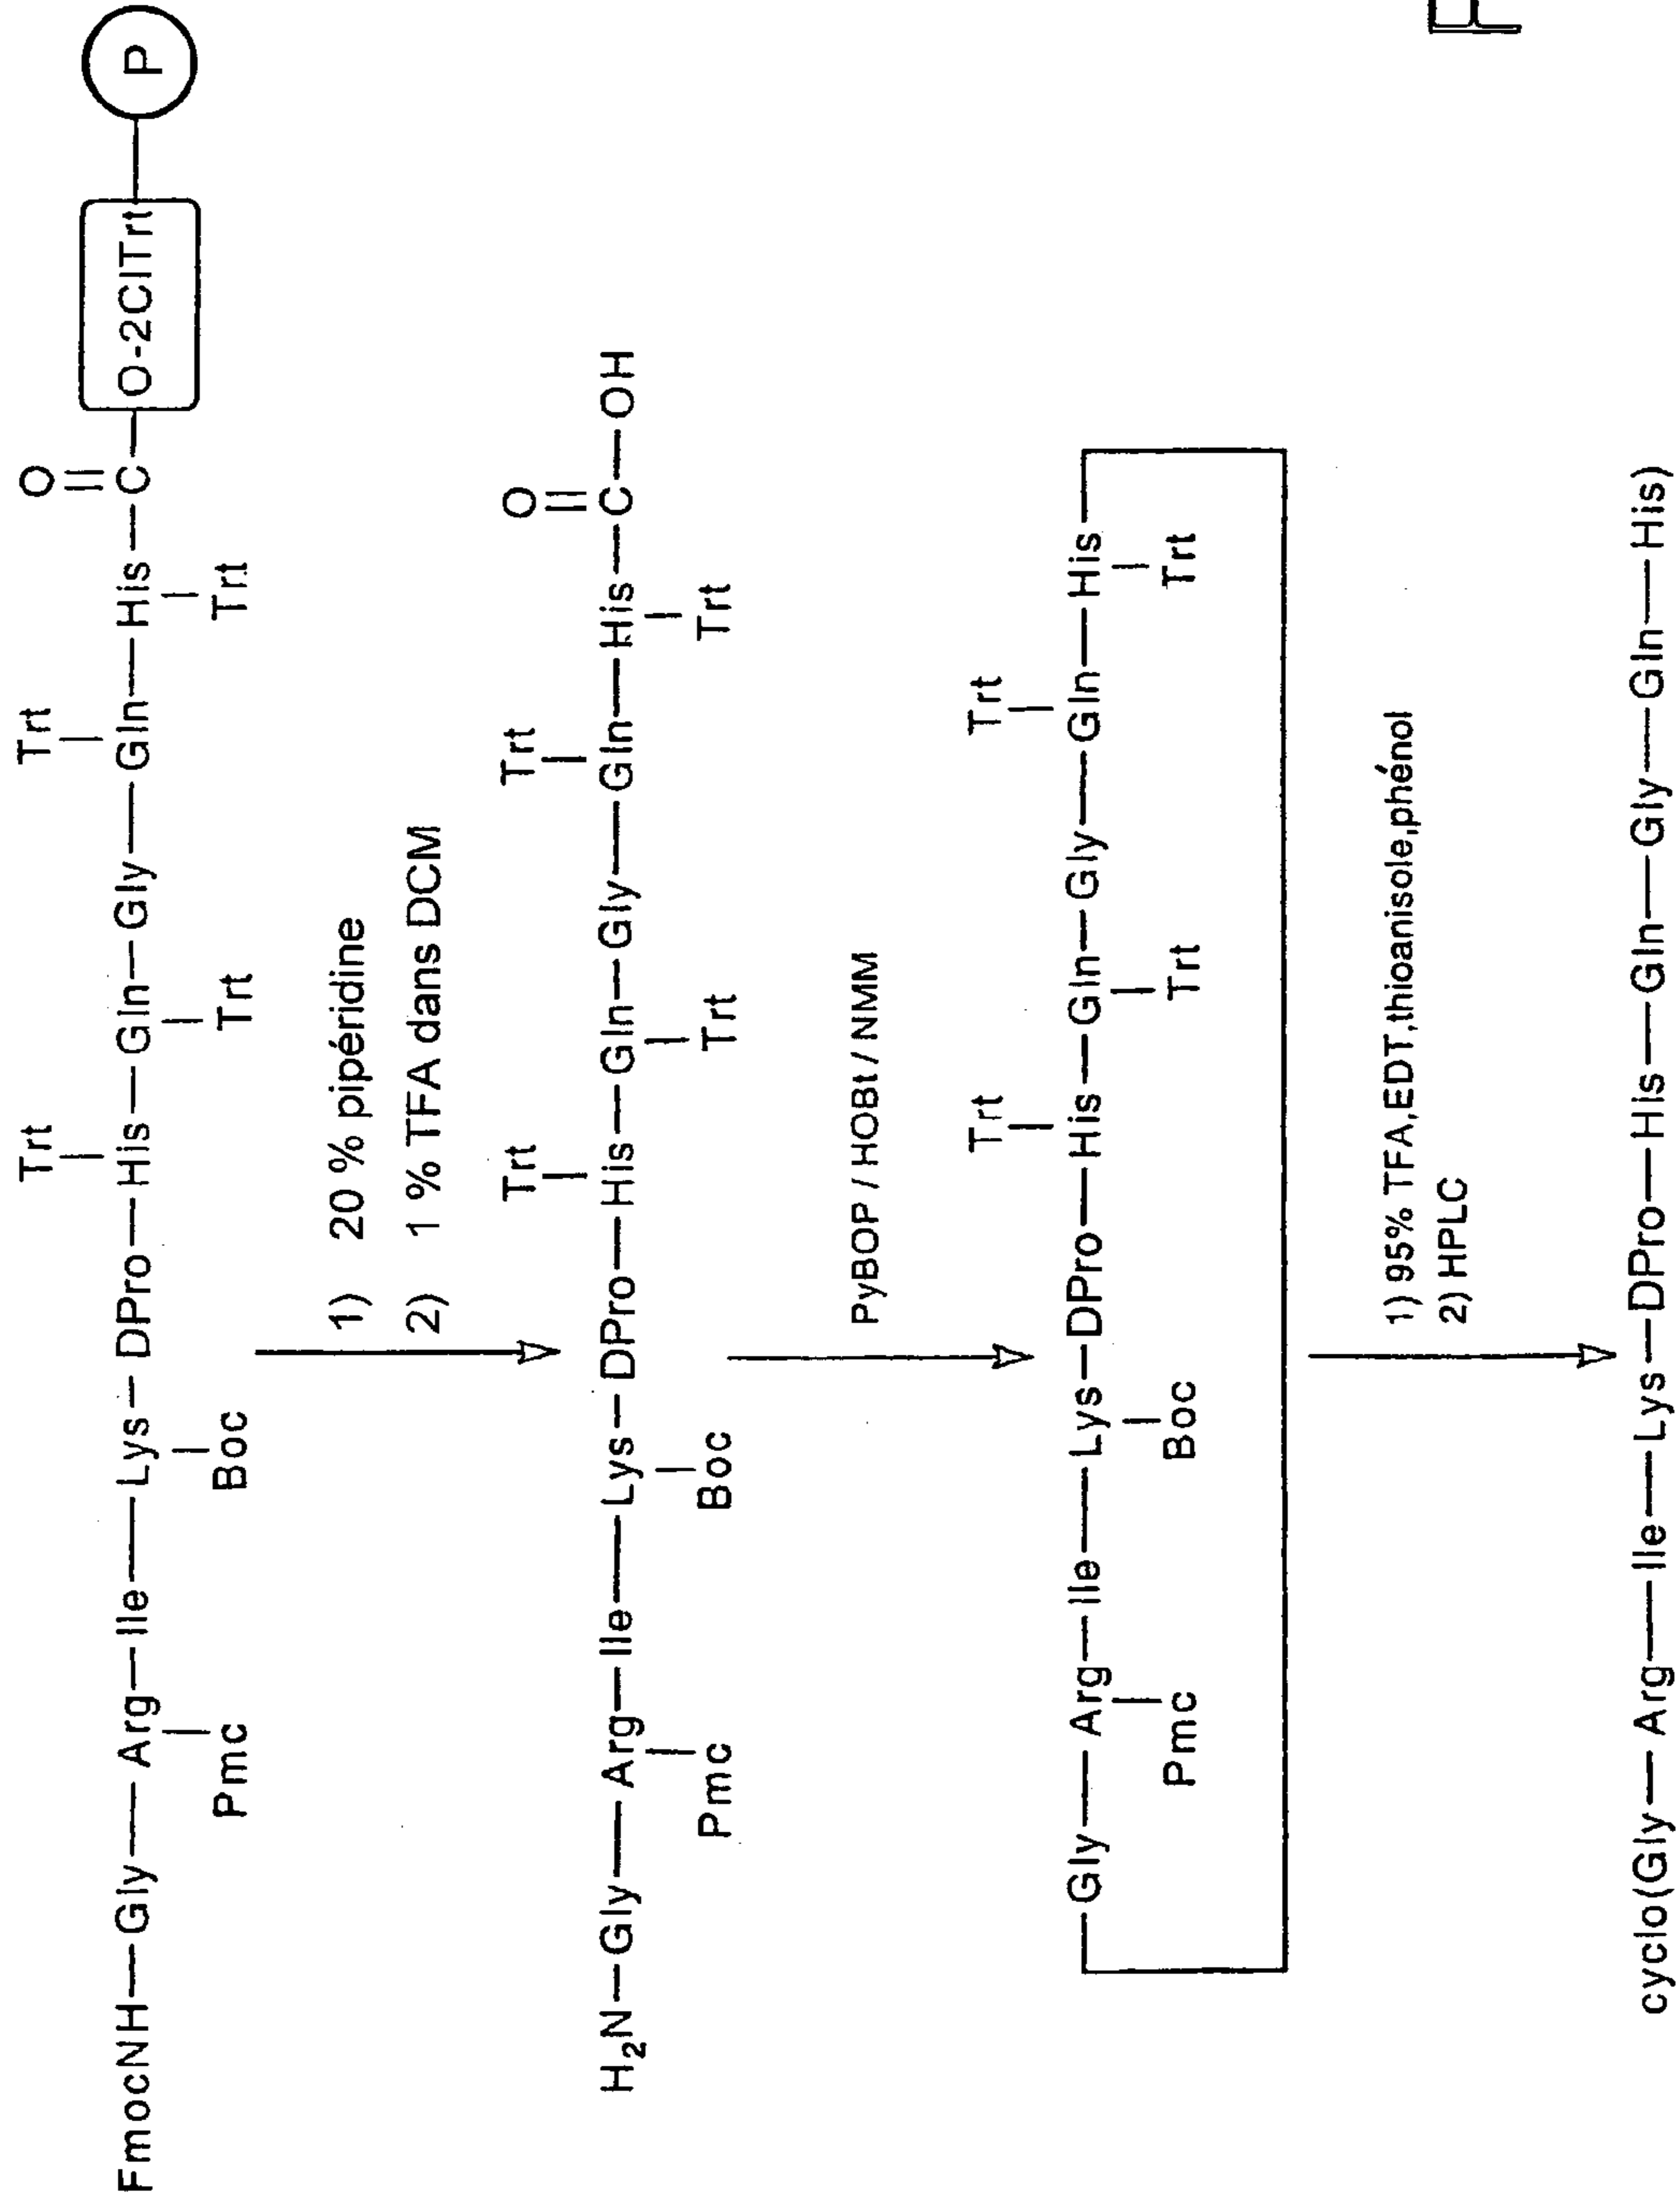 FmocNH—Gly—Arg—Ile—Lys—DPro—His—Gln—Gly—Gln—His—C—O-2ClTrt—P
Pmc Boc Trt Trt Trt Trt O
1) 20 % pipéridine
2) 1 % TFA dans DCM
H₂N—Gly—Arg—Ile—Lys—DPro—His—Gln—Gly—Gln—His—C—OH
Pmc Boc Trt Trt Trt Trt O
PyBOP / HOBt / NMM
Gly—Arg—Ile—Lys—DPro—His—Gln—Gly—Gln—His
Pmc Boc Trt Trt Trt Trt
1) 95% TFA,EDT,thioanisole,phénol
2) HPLC
cyclo(Gly—Arg—Ile—Lys—DPro—His—Gln—Gly—Gln—His)